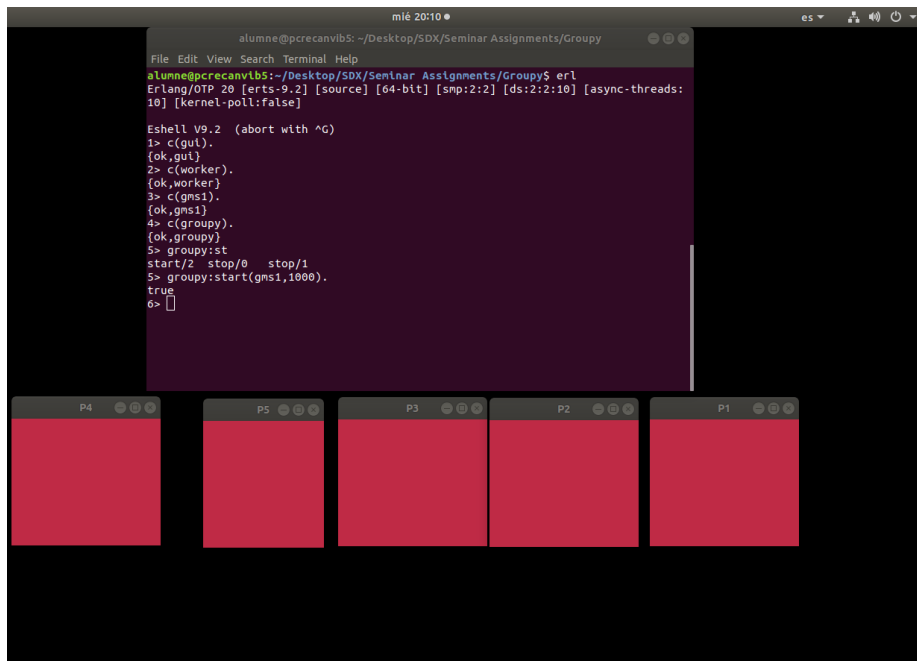 mié 20:10
es
alumne@pcrecanvib5: ~/Desktop/SDX/Seminar Assignments/Groupy
File Edit View Search Terminal Help
alumne@pcrecanvib5:~/Desktop/SDX/Seminar Assignments/Groupy$ erl
Erlang/OTP 20 [erts-9.2] [source] [64-bit] [smp:2:2] [ds:2:2:10] [async-threads:
10] [kernel-poll:false]
Eshell V9.2  (abort with ^G)
1> c(gui).
{ok,gui}
2> c(worker).
{ok,worker}
3> c(gms1).
{ok,gms1}
4> c(groupy).
{ok,groupy}
5> groupy:st
start/2  stop/0   stop/1
5> groupy:start(gms1,1000).
true
6>
P4
P5
P3
P2
P1